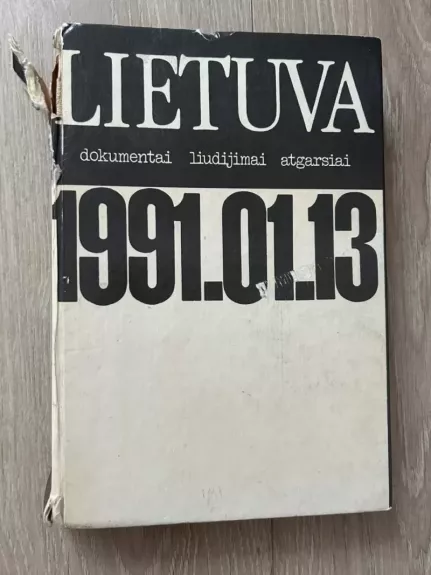 LIETUVA
dokumentai liudijimai atgarsiai
1991.01.13